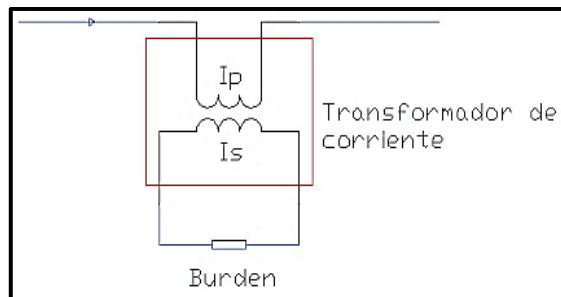 Ip
Is
Transformador de
corriente
Burden